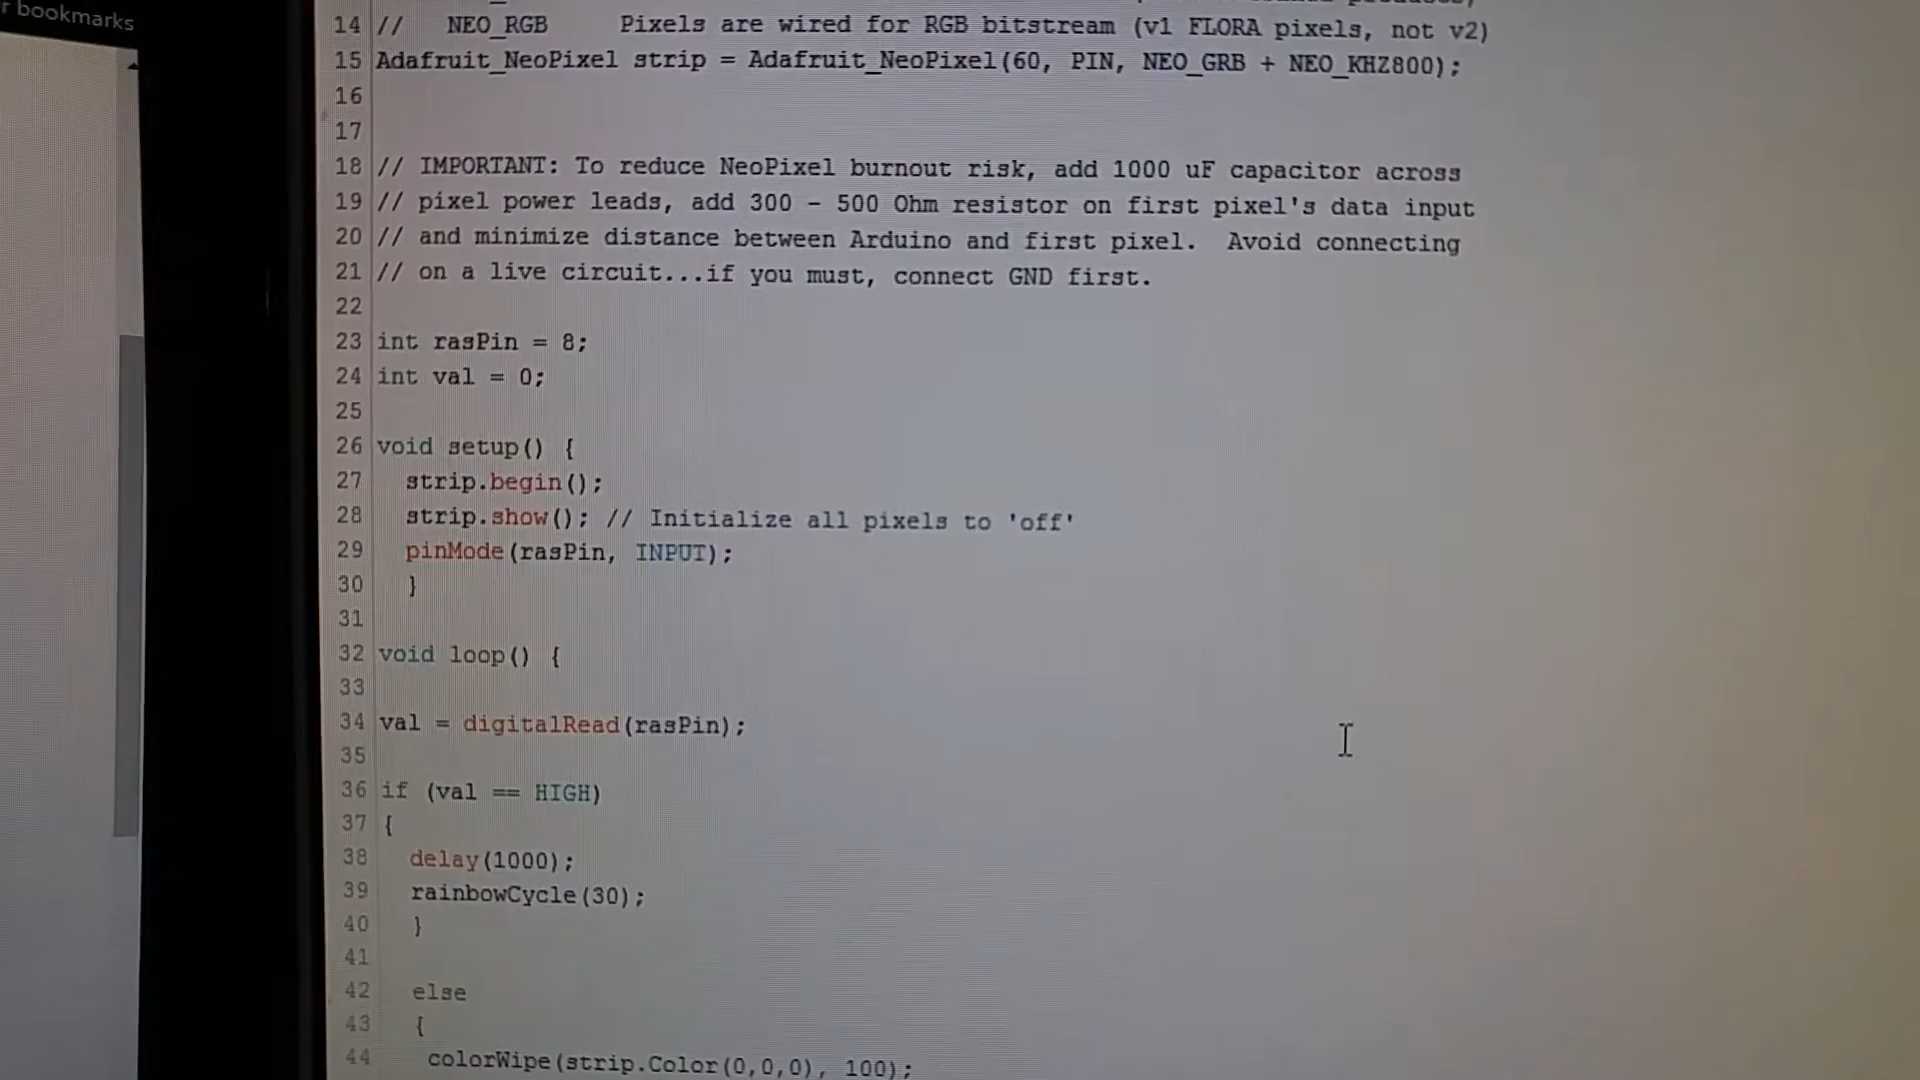 bookmarks
14 //   NEO_RGB     Pixels are wired for RGB bitstream (v1 FLORA pixels, not v2)
15 Adafruit_NeoPixel strip = Adafruit_NeoPixel(60, PIN, NEO_GRB + NEO_KHZ800);
16
17
18 // IMPORTANT: To reduce NeoPixel burnout risk, add 1000 uF capacitor across
19 // pixel power leads, add 300 - 500 Ohm resistor on first pixel's data input
20 // and minimize distance between Arduino and first pixel.  Avoid connecting
21 // on a live circuit...if you must, connect GND first.
22
23 int rasPin = 8;
24 int val = 0;
25
26 void setup() {
27   strip.begin();
28   strip.show(); // Initialize all pixels to 'off'
29   pinMode(rasPin, INPUT);
30   }
31
32 void loop() {
33
34 val = digitalRead(rasPin);
35
36 if (val == HIGH)
37 {
38   delay(1000);
39   rainbowCycle(30);
40   }
41
42   else
43   {
44    colorWipe(strip.Color(0,0,0), 100);